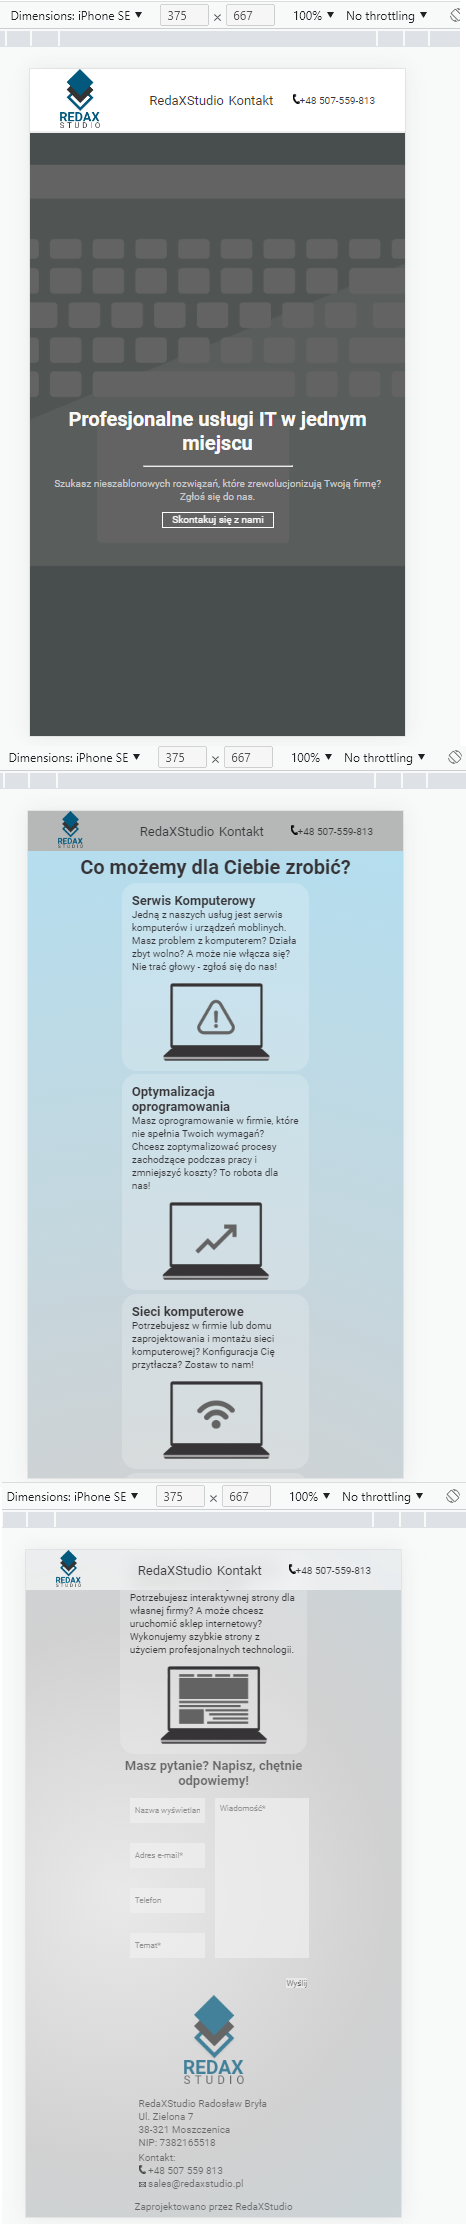 Dimensions: iPhone SE ▼ 375 × 667 100% ▼ No throttling ▼
REDAX
STUDIO
RedaXStudio Kontakt
+48 507-559-813
Profesjonalne usługi IT w jednym
miejscu
Szukasz nieszablonowych rozwiązań, które zrewolucjonizują Twoją firmę?
Zgłoś się do nas.
Skontakuj się z nami
Dimensions: iPhone SE ▼ 375 × 667 100% ▼ No throttling ▼
REDAX
STUDIO
RedaXStudio Kontakt
+48 507-559-813
Co możemy dla Ciebie zrobić?
Serwis Komputerowy
Jedną z naszych usług jest serwis
komputerów i urządzeń moblinych.
Masz problem z komputerem? Działa
zbyt wolno? A może nie włącza się?
Nie trać głowy - zgłoś się do nas!
Optymalizacja
oprogramowania
Masz oprogramowanie w firmie, które
nie spełnia Twoich wymagań?
Chcesz zoptymalizować procesy
zachodzące podczas pracy i
zmniejszyć koszty? To robota dla
nas!
Sieci komputerowe
Potrzebujesz w firmie lub domu
zaprojektowania i montażu sieci
komputerowej? Konfiguracja Cię
przytłacza? Zostaw to nam!
Dimensions: iPhone SE ▼ 375 × 667 100% ▼ No throttling ▼
REDAX
STUDIO
RedaXStudio Kontakt
+48 507-559-813
Potrzebujesz interaktywnej strony dla
własnej firmy? A może chcesz
uruchomić sklep internetowy?
Wykonujemy szybkie strony z
użyciem profesjonalnych technologii.
Masz pytanie? Napisz, chętnie
odpowiemy!
Nazwa wyświetlan
Wiadomość*
Adres e-mail*
Telefon
Temat*
Wyślij
REDAX
STUDIO
RedaXStudio Radosław Bryła
Ul. Zielona 7
38-321 Moszczenica
NIP: 7382165518
Kontakt:
+48 507 559 813
sales@redaxstudio.pl
Zaprojektowano przez RedaXStudio